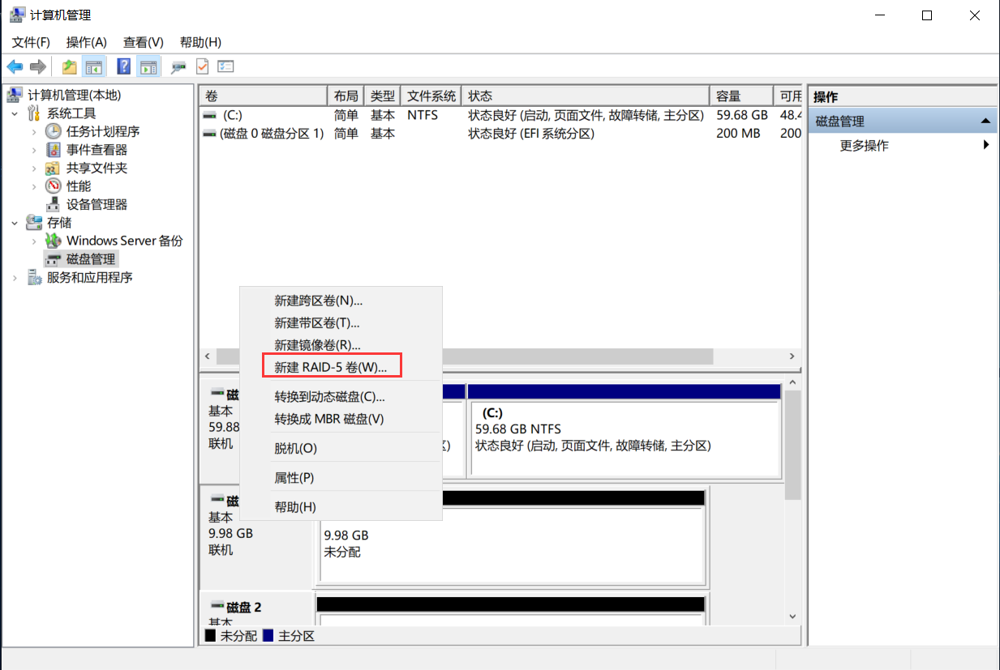 计算机管理
文件(F) 操作(A) 查看(V) 帮助(H)
计算机管理(本地)
系统工具
任务计划程序
事件查看器
共享文件夹
性能
设备管理器
存储
Windows Server 备份
磁盘管理
服务和应用程序
卷 布局 类型 文件系统 状态 容量 可用
(C:) 简单 基本 NTFS 状态良好 (启动, 页面文件, 故障转储, 主分区) 59.68 GB 48.4
(磁盘 0 磁盘分区 1) 简单 基本 状态良好 (EFI 系统分区) 200 MB 200
新建跨区卷(N)...
新建带区卷(T)...
新建镜像卷(R)...
新建 RAID-5 卷(W)...
转换到动态磁盘(C)...
转换成 MBR 磁盘(V)
脱机(O)
属性(P)
帮助(H)
磁
基本
59.88
联机
(C:)
59.68 GB NTFS
状态良好 (启动, 页面文件, 故障转储, 主分区)
磁
基本
9.98 GB
联机
9.98 GB
未分配
磁盘 2
基本
未分配 主分区
操作
磁盘管理
更多操作